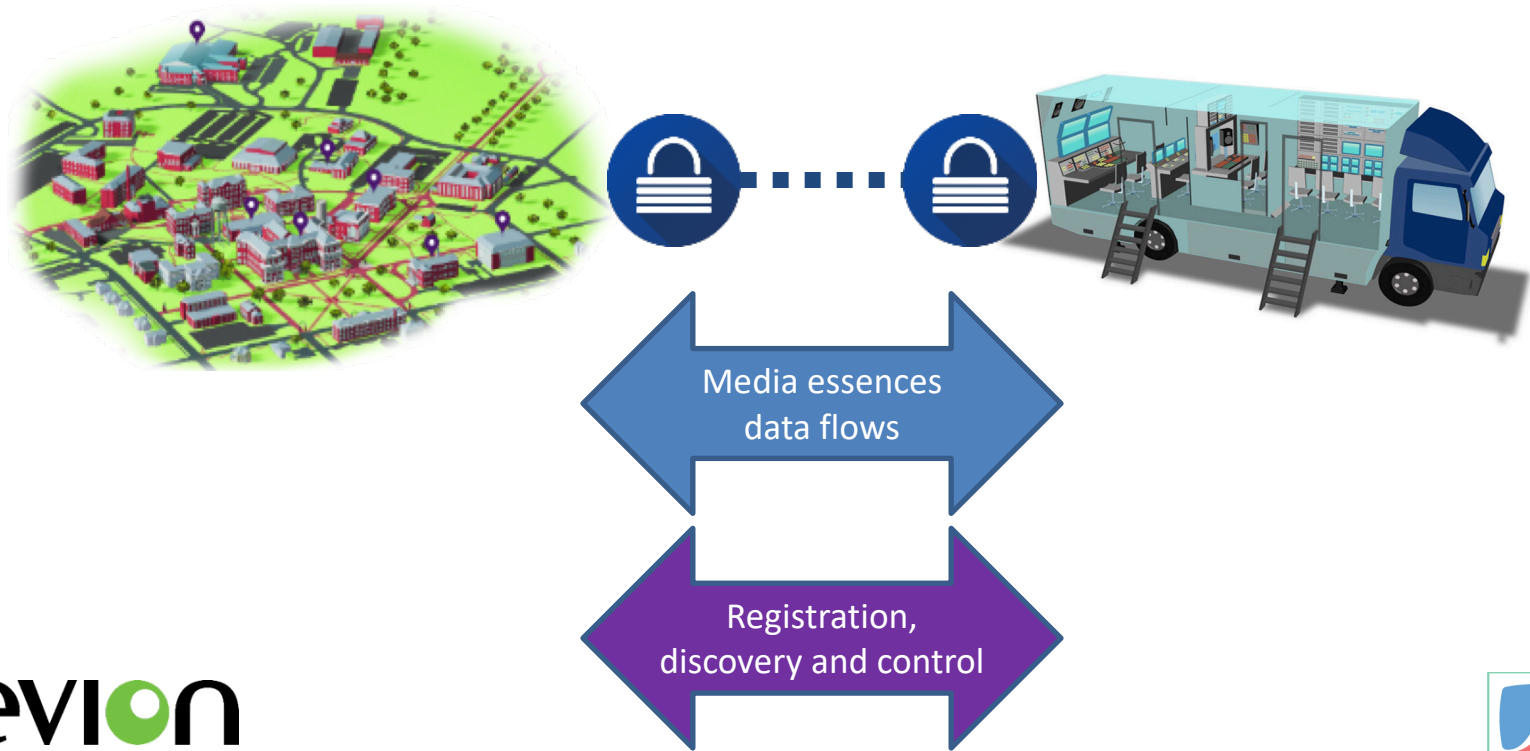 Media essences
data flows
Registration,
discovery and control
evion